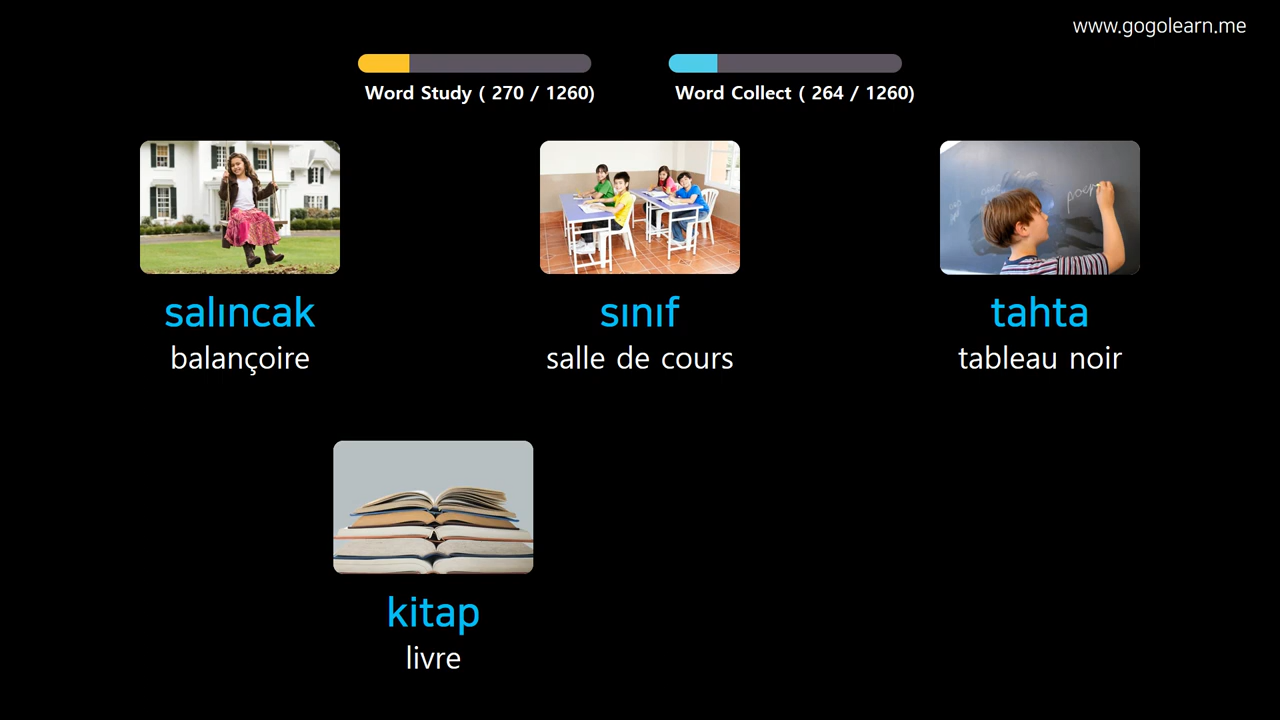 www.gogolearn.me
Word Study ( 270 / 1260)
Word Collect ( 264 / 1260)
salıncak
balançoire
sınıf
salle de cours
tahta
tableau noir
kitap
livre